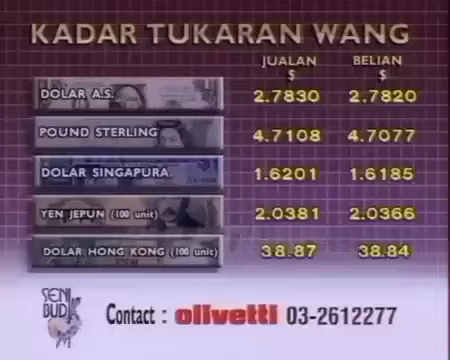 KADAR TUKARAN WANG
JUALAN BELIAN
$ $
DOLAR A.S. 2.7830 2.7820
POUND STERLING 4.7108 4.7077
DOLAR SINGAPURA 1.6201 1.6185
YEN JEPUN (100 unit) 2.0381 2.0366
DOLAR HONG KONG (100 unit) 38.87 38.84
SENI
BUDI
Contact : olivetti 03-2612277